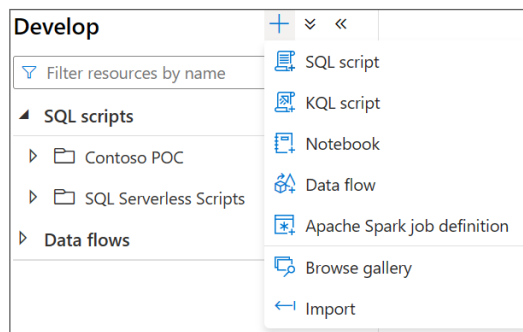 Develop
Filter resources by name
SQL scripts
Contoso POC
SQL Serverless Scripts
Data flows
SQL script
KQL script
Notebook
Data flow
Apache Spark job definition
Browse gallery
Import